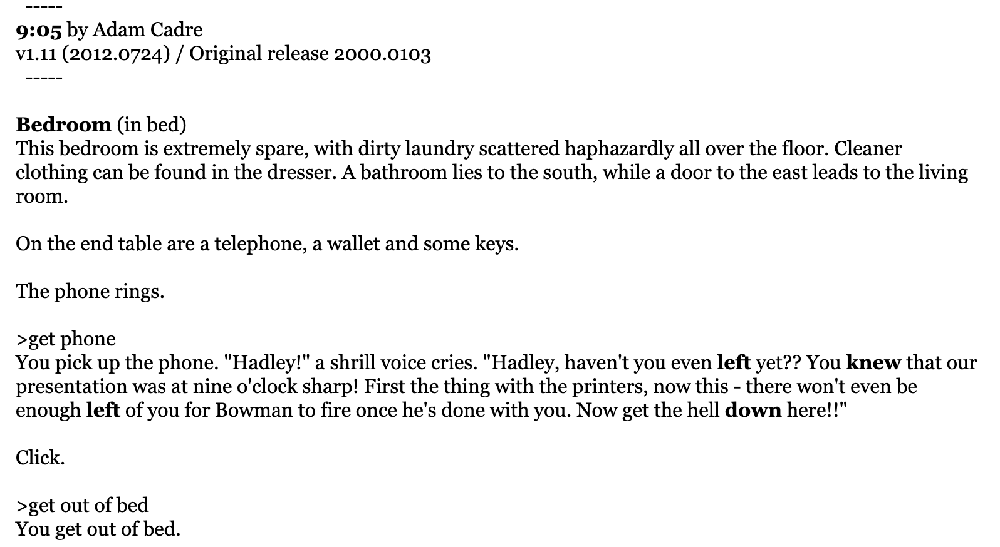 -----
9:05 by Adam Cadre
v1.11 (2012.0724) / Original release 2000.0103
-----
Bedroom (in bed)
This bedroom is extremely spare, with dirty laundry scattered haphazardly all over the floor. Cleaner
clothing can be found in the dresser. A bathroom lies to the south, while a door to the east leads to the living
room.
On the end table are a telephone, a wallet and some keys.
The phone rings.
>get phone
You pick up the phone. "Hadley!" a shrill voice cries. "Hadley, haven't you even left yet?? You knew that our
presentation was at nine o'clock sharp! First the thing with the printers, now this - there won't even be
enough left of you for Bowman to fire once he's done with you. Now get the hell down here!!"
Click.
>get out of bed
You get out of bed.